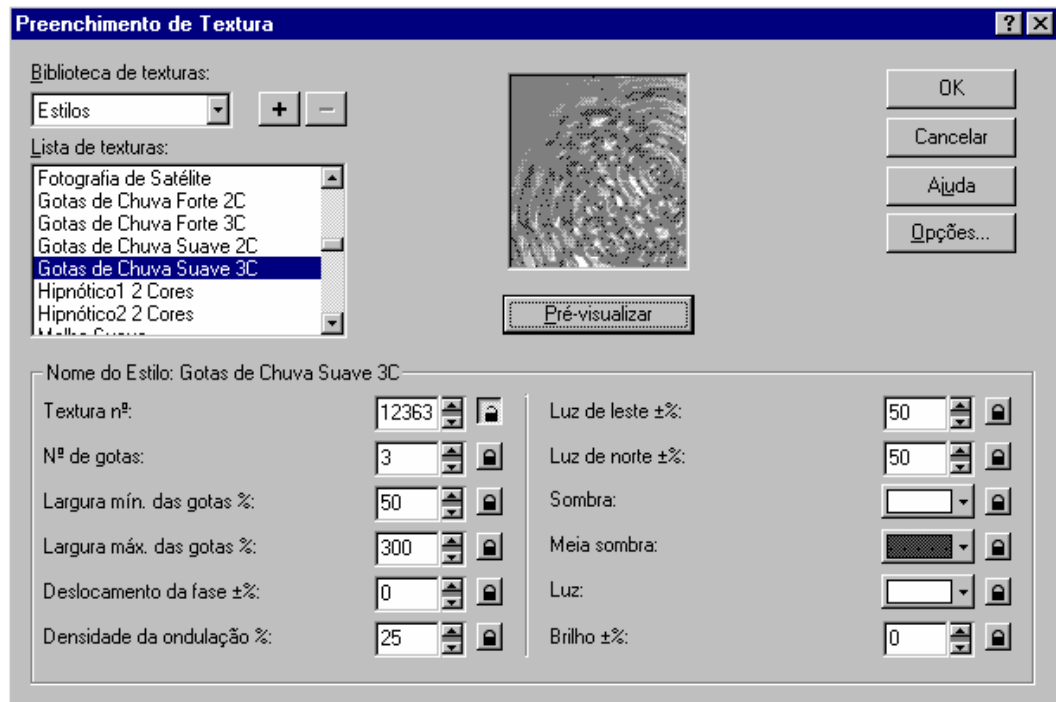 Preenchimento de Textura
Biblioteca de texturas:
Estilos
Lista de texturas:
Fotografia de Satélite
Gotas de Chuva Forte 2C
Gotas de Chuva Forte 3C
Gotas de Chuva Suave 2C
Gotas de Chuva Suave 3C
Hipnótico1 2 Cores
Hipnótico2 2 Cores
Pré-visualizar
OK
Cancelar
Ajuda
Opções...
Nome do Estilo: Gotas de Chuva Suave 3C
Textura nº: 12363
Nº de gotas: 3
Largura mín. das gotas %: 50
Largura máx. das gotas %: 300
Deslocamento da fase ±%: 0
Densidade da ondulação %: 25
Luz de leste ±%: 50
Luz de norte ±%: 50
Sombra:
Meia sombra:
Luz:
Brilho ±%: 0